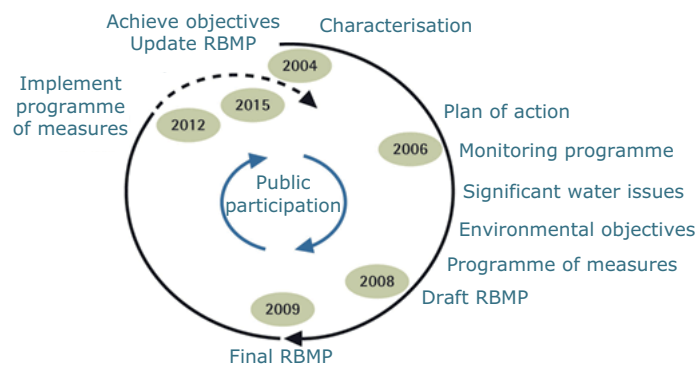 Achieve objectives
Update RBMP
Characterisation
2004
Implement
programme
of measures
2015
2012
Plan of action
2006
Monitoring programme
Public
participation
Significant water issues
Environmental objectives
Programme of measures
2008
Draft RBMP
2009
Final RBMP